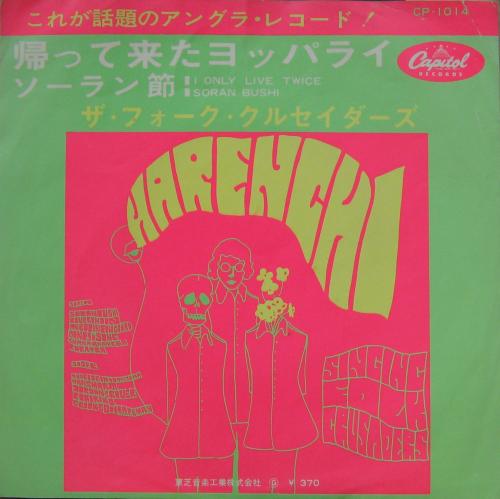 これが話題のアングラ・レコード!
CP-1014
帰って来たヨッパライ
ソーラン節
I ONLY LIVE TWICE
SORAN BUSHI
Capitol
RECORDS
ザ・フォーク・クルセイダーズ
HARENCHI
SINGING
FOLK
CRUSADERS
東芝音楽工業株式会社 Ⓖ ¥370